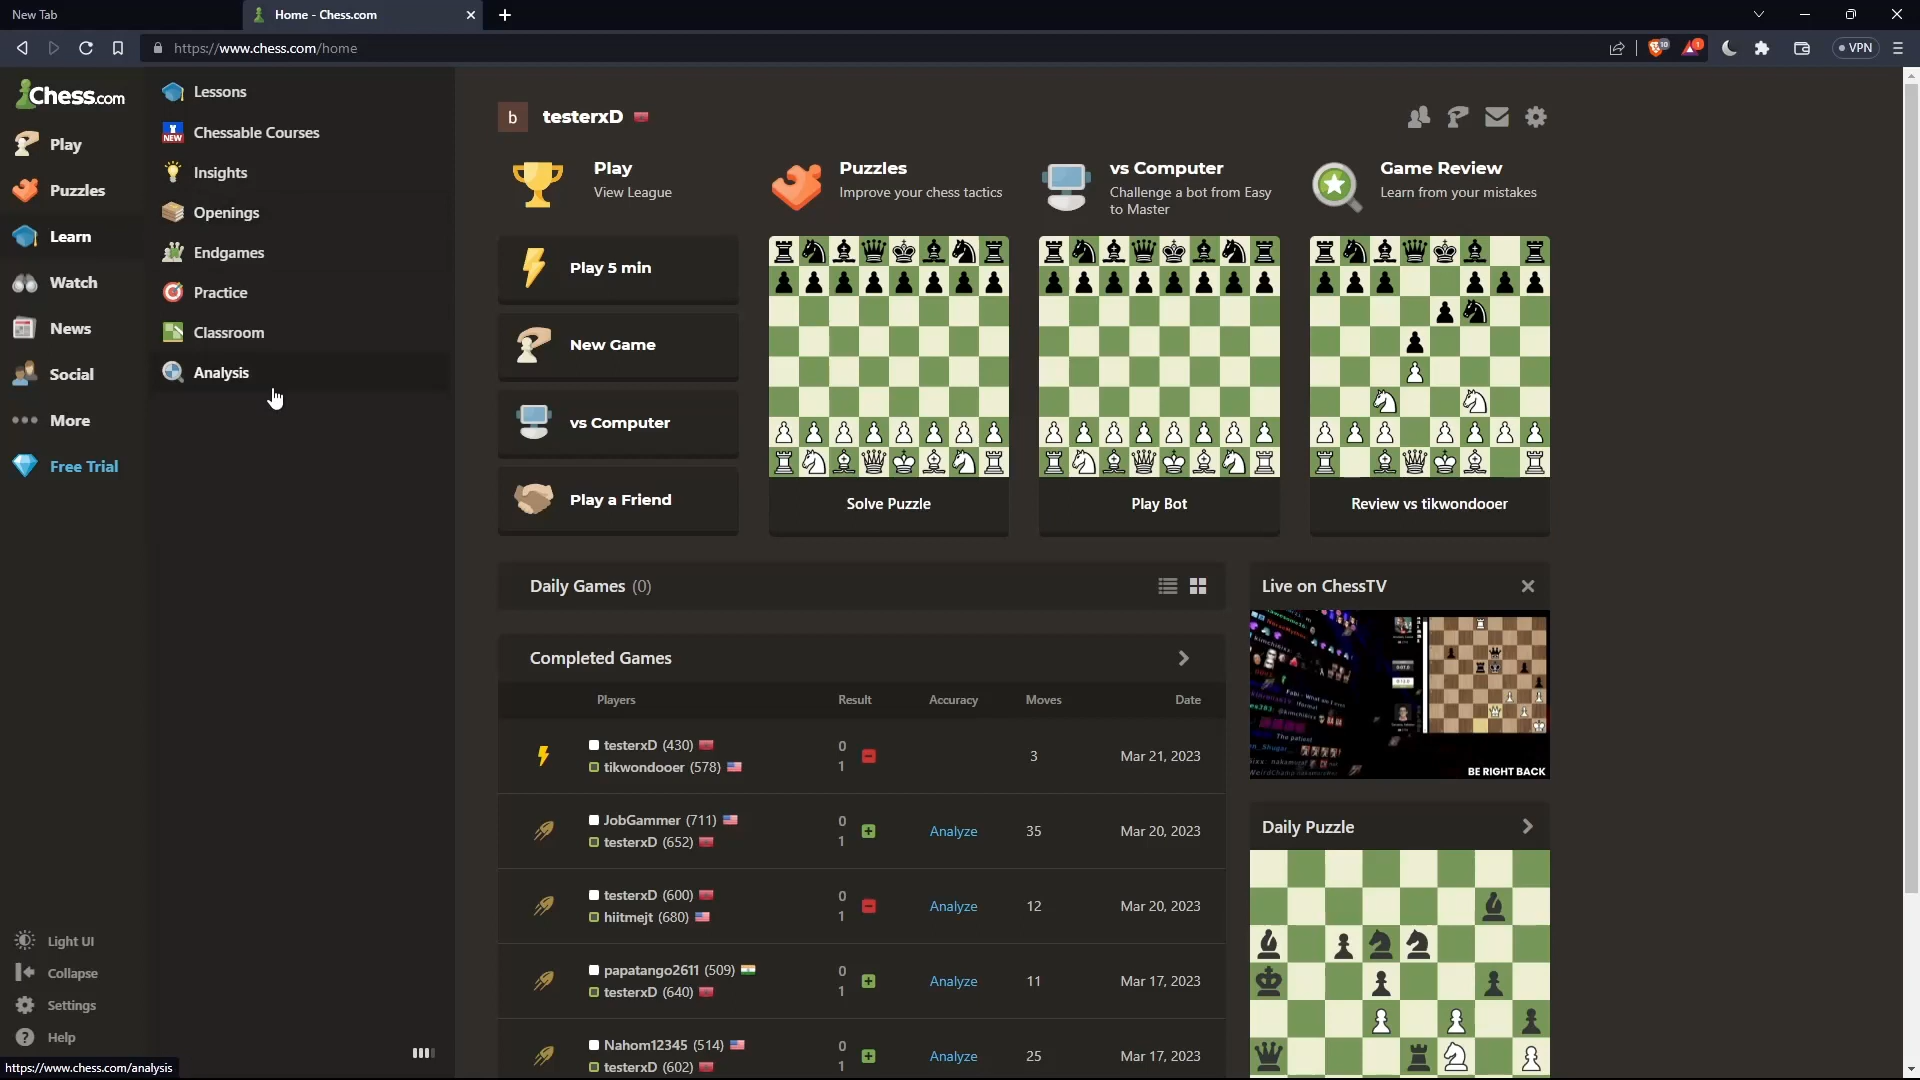 New Tab
Home - Chess.com
https://www.chess.com/home
10
1
VPN
Chess.com
Play
Puzzles
Learn
Watch
News
Social
More
Free Trial
Light UI
Collapse
Settings
Help
https://www.chess.com/analysis
Lessons
NEW
Chessable Courses
Insights
Openings
Endgames
Practice
Classroom
Analysis
b
testerxD
Play
View League
Puzzles
Improve your chess tactics
vs Computer
Challenge a bot from Easy
to Master
Game Review
Learn from your mistakes
Play 5 min
New Game
vs Computer
Play a Friend
Solve Puzzle
Play Bot
Review vs tikwondooer
Daily Games (0)
Completed Games
Players Result Accuracy Moves Date
testerxD (430) 0
tikwondooer (578) 1
3 Mar 21, 2023
JobGammer (711) 0
testerxD (652) 1
Analyze 35 Mar 20, 2023
testerxD (600) 0
hiitmejt (680) 1
Analyze 12 Mar 20, 2023
papatango2611 (509) 0
testerxD (640) 1
Analyze 11 Mar 17, 2023
Nahom12345 (514) 0
testerxD (602) 1
Analyze 25 Mar 17, 2023
Live on ChessTV
BE RIGHT BACK
Daily Puzzle